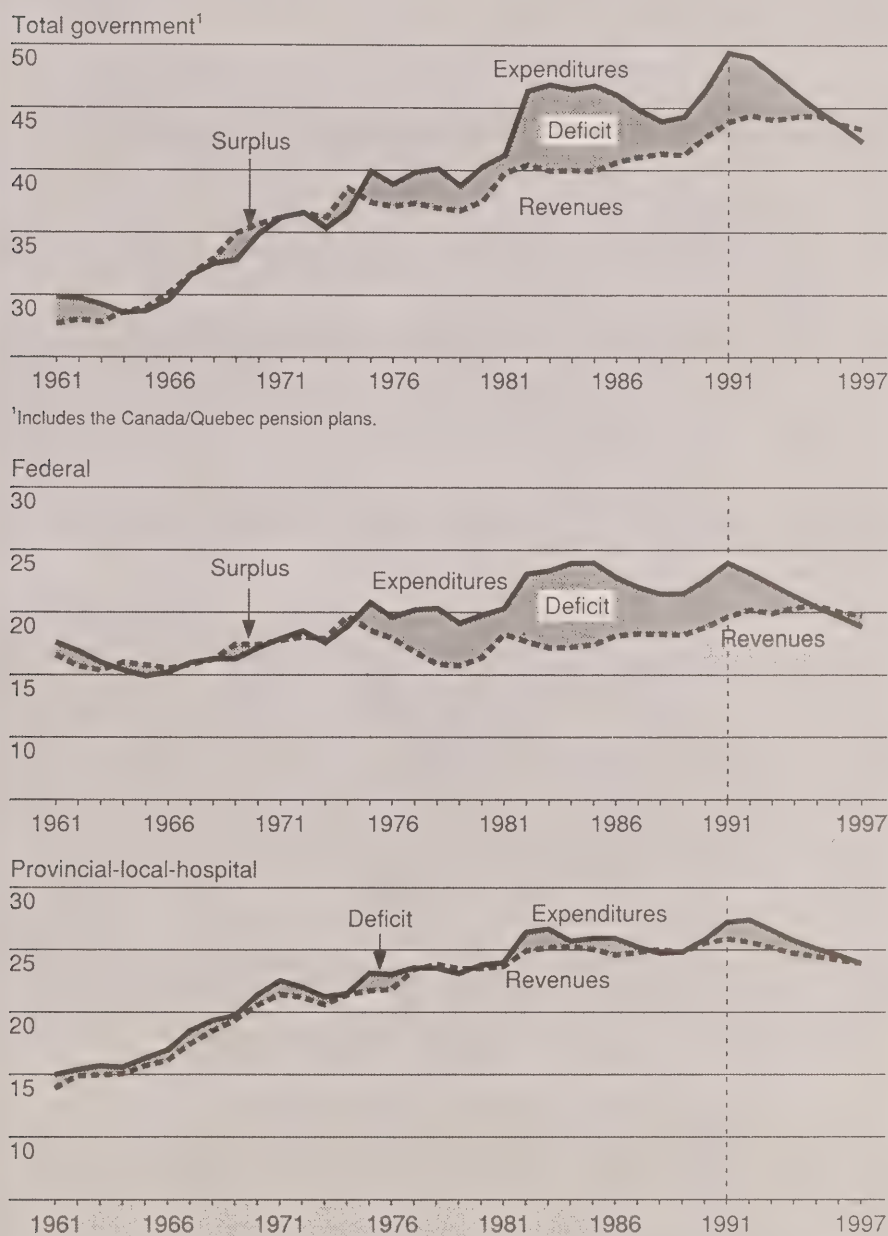 Total government¹
50
Expenditures
45
Surplus
Deficit
40
Revenues
35
30
1961 1966 1971 1976 1981 1986 1991 1997
¹Includes the Canada/Quebec pension plans.
Federal
30
25
Surplus
Expenditures
Deficit
20
Revenues
15
10
1961 1966 1971 1976 1981 1986 1991 1997
Provincial-local-hospital
30
Deficit
Expenditures
25
Revenues
20
15
10
1961 1966 1971 1976 1981 1986 1991 1997